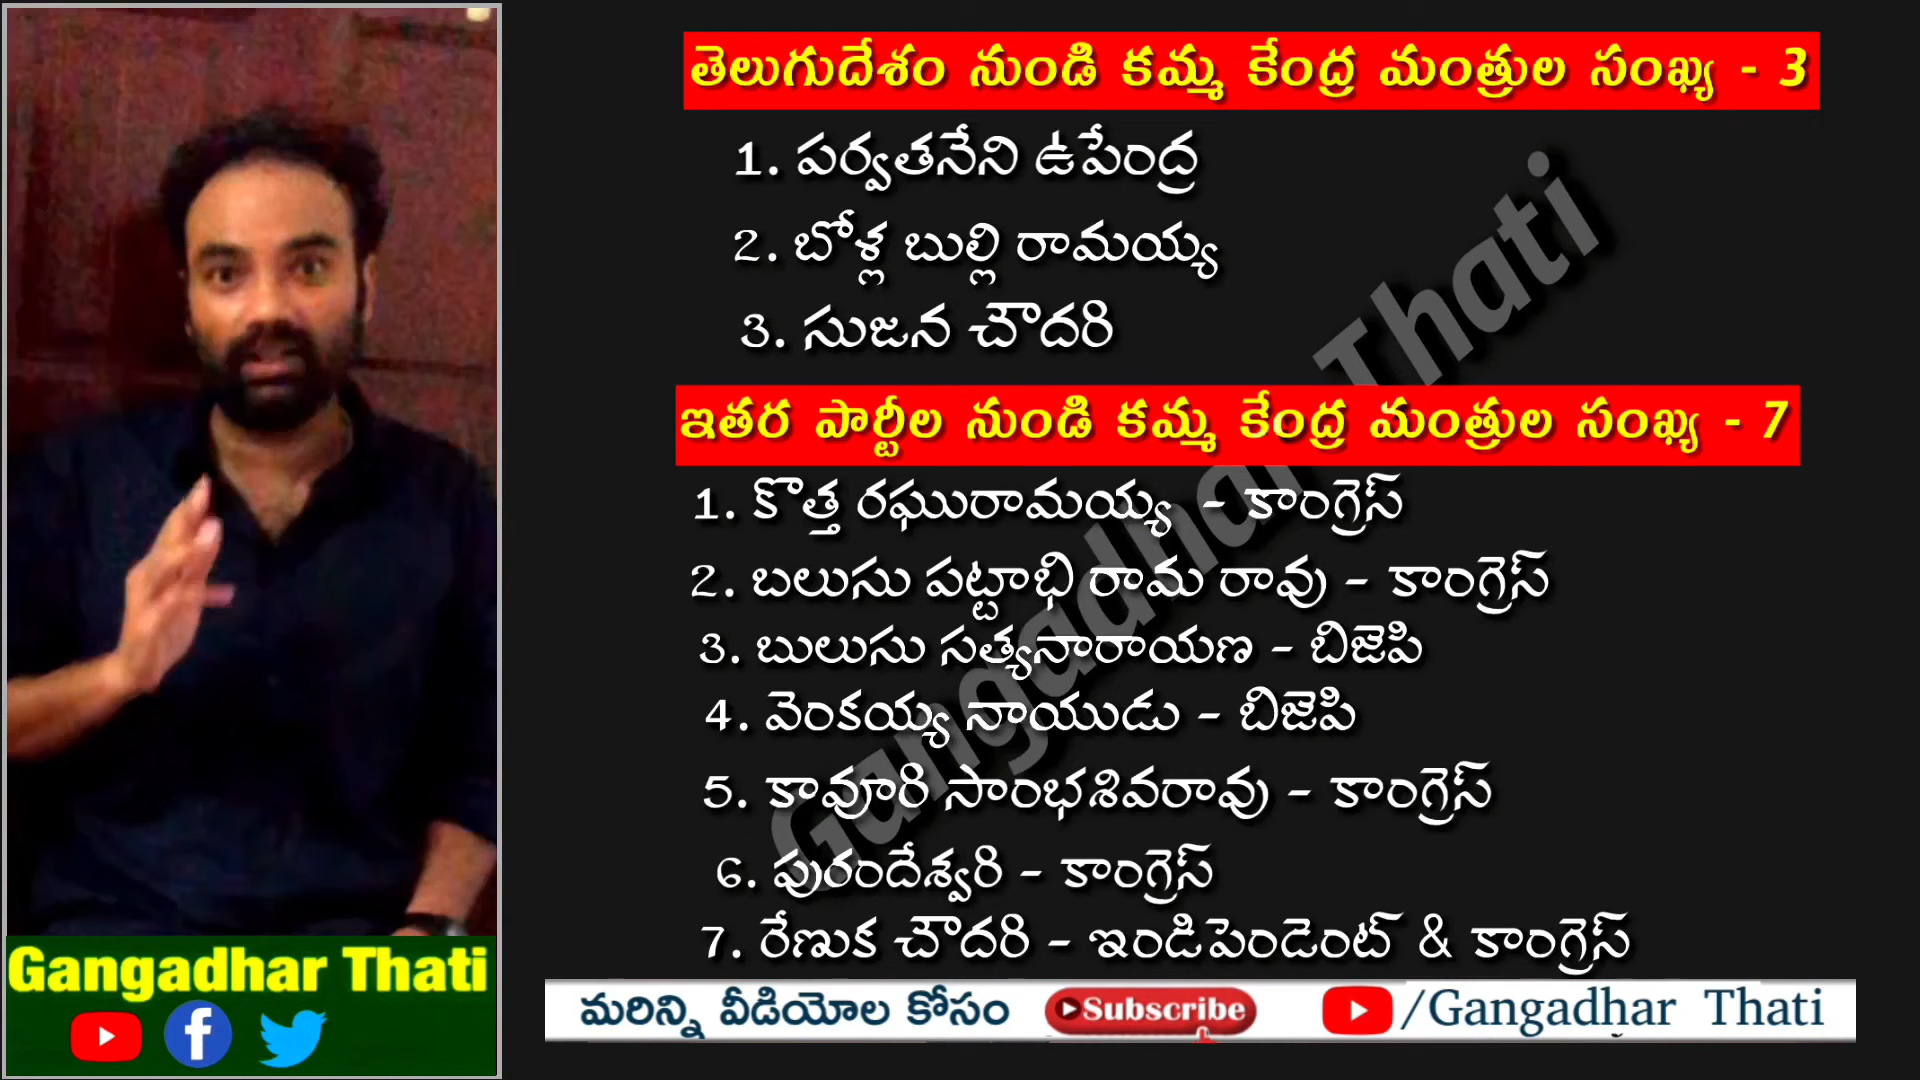 తెలుగుదేశం నుండి కమ్మ కేంద్ర మంత్రుల సంఖ్య - 3
1. పర్వతనేని ఉపేంద్ర
2. బోళ్ల బుల్లి రామయ్య
3. సుజన చౌదరి
ఇతర పార్టీల నుండి కమ్మ కేంద్ర మంత్రుల సంఖ్య - 7
1. కొత్త రఘురామయ్య - కాంగ్రెస్
2. బలుసు పట్టాభి రామ రావు - కాంగ్రెస్
3. బులుసు సత్యనారాయణ - బిజెపి
4. వెంకయ్య నాయుడు - బిజెపి
5. కావూరి సాంభశివరావు - కాంగ్రెస్
6. పురందేశ్వరి - కాంగ్రెస్
7. రేణుక చౌదరి - ఇండిపెండెంట్ & కాంగ్రెస్
Gangadhar Thati
Gangadhar Thati
మరిన్ని వీడియోల కోసం Subscribe /Gangadhar Thati